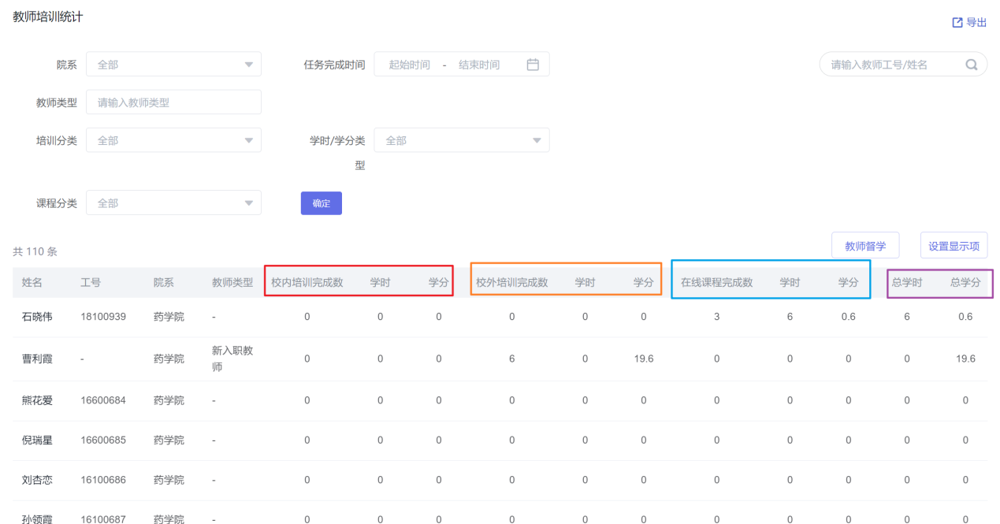 教师培训统计
导出
院系 全部 任务完成时间 起始时间 - 结束时间 请输入教师工号/姓名
教师类型 请输入教师类型
培训分类 全部 学时/学分类型 全部
课程分类 全部 确定
共 110 条 教师督学 设置显示项
姓名 工号 院系 教师类型 校内培训完成数 学时 学分 校外培训完成数 学时 学分 在线课程完成数 学时 学分 总学时 总学分
石晓伟 18100939 药学院 - 0 0 0 0 0 0 3 6 0.6 6 0.6
曹利霞 - 药学院 新入职教师 0 0 0 6 0 19.6 0 0 0 0 19.6
熊花爱 16600684 药学院 - 0 0 0 0 0 0 0 0 0 0 0
倪瑞星 16600685 药学院 - 0 0 0 0 0 0 0 0 0 0 0
刘杏恋 16100686 药学院 - 0 0 0 0 0 0 0 0 0 0 0
孙领霞 16100687 药学院 - 0 0 0 0 0 0 0 0 0 0 0